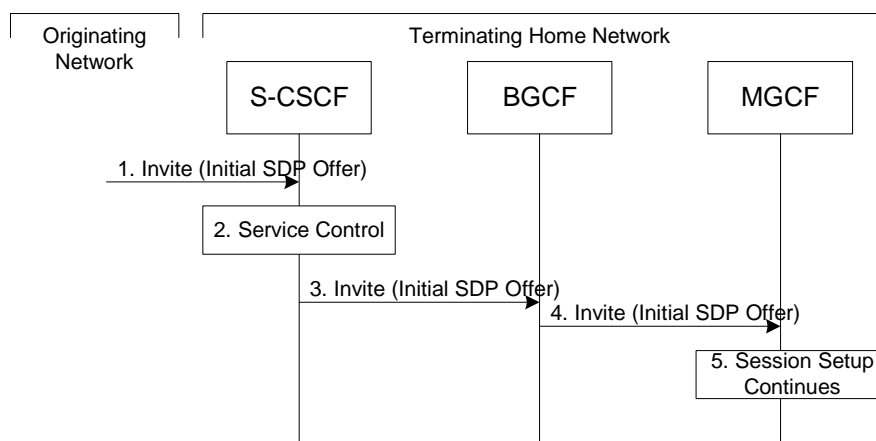 Originating
Network
Terminating Home Network
S-CSCF
BGCF
MGCF
1. Invite (Initial SDP Offer)
2. Service Control
3. Invite (Initial SDP Offer)
4. Invite (Initial SDP Offer)
5. Session Setup
Continues